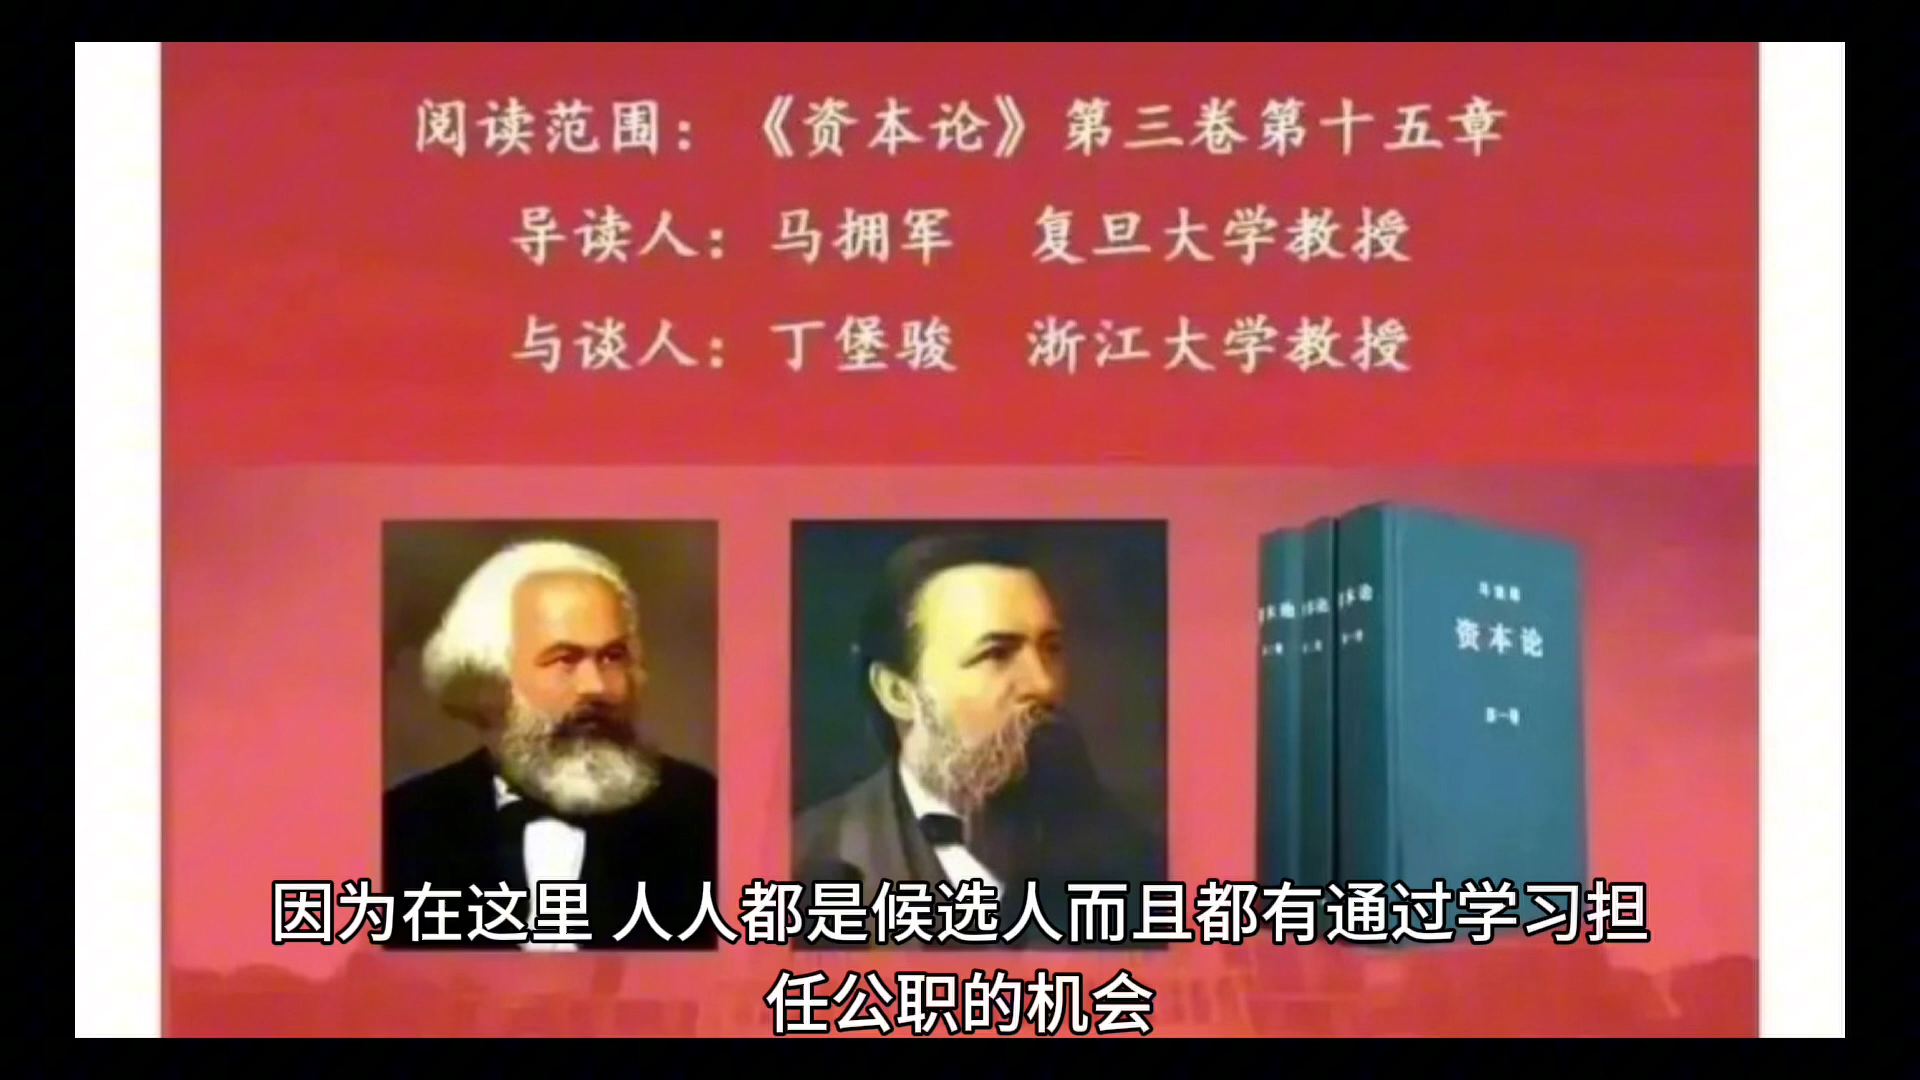 阅读范围：《资本论》第三卷第十五章
导读人：马拥军 复旦大学教授
与谈人：丁堡骏 浙江大学教授
资本论
因为在这里 人人都是候选人而且都有通过学习担
任公职的机会